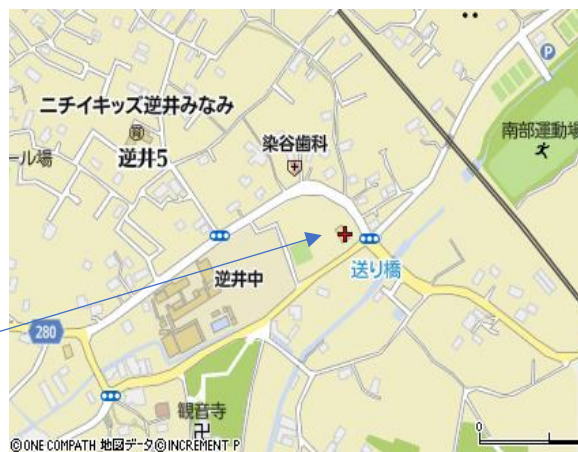 ニチイキッズ逆井みなみ
逆井5
ール場
染谷歯科
P
南部運動場
送り橋
逆井中
280
観音寺
0
©ONE COMPATH 地図データ©INCREMENT P